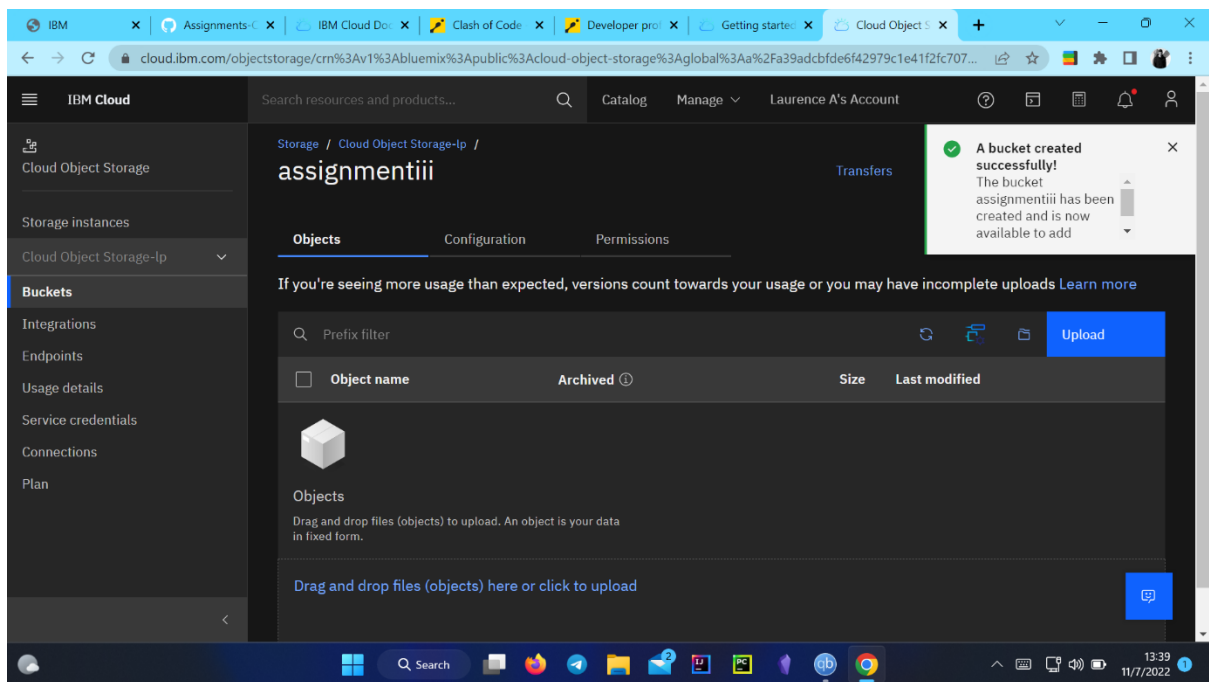 IBM
Assignments-C
IBM Cloud Doc
Clash of Code
Developer prof
Getting started
Cloud Object S
cloud.ibm.com/objectstorage/crn%3Av1%3Abluemix%3Apublic%3Acloud-object-storage%3Aglobal%3Aa%2Fa39adcbfde6f42979c1e41f2fc707...
IBM Cloud
Search resources and products...
Catalog
Manage
Laurence A's Account
Cloud Object Storage
Storage instances
Cloud Object Storage-lp
Buckets
Integrations
Endpoints
Usage details
Service credentials
Connections
Plan
Storage / Cloud Object Storage-lp /
assignmentiii
Transfers
A bucket created
successfully!
The bucket
assignmentiii has been
created and is now
available to add
Objects
Configuration
Permissions
If you're seeing more usage than expected, versions count towards your usage or you may have incomplete uploads Learn more
Prefix filter
Upload
Object name
Archived
Size
Last modified
Objects
Drag and drop files (objects) to upload. An object is your data
in fixed form.
Drag and drop files (objects) here or click to upload
Search
2
qb
13:39
11/7/2022
1